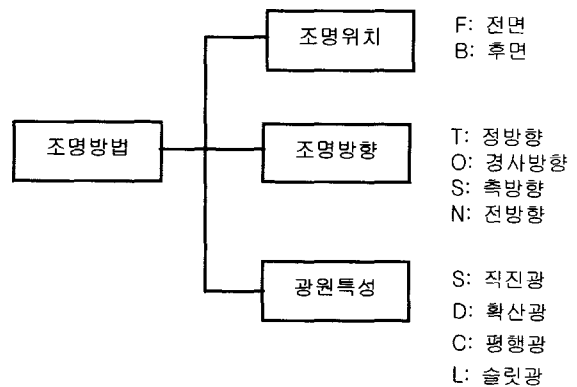 조명위치
F: 전면
B: 후면
조명방법
조명방향
T: 정방향
O: 경사방향
S: 측방향
N: 전방향
광원특성
S: 직진광
D: 확산광
C: 평행광
L: 슬릿광